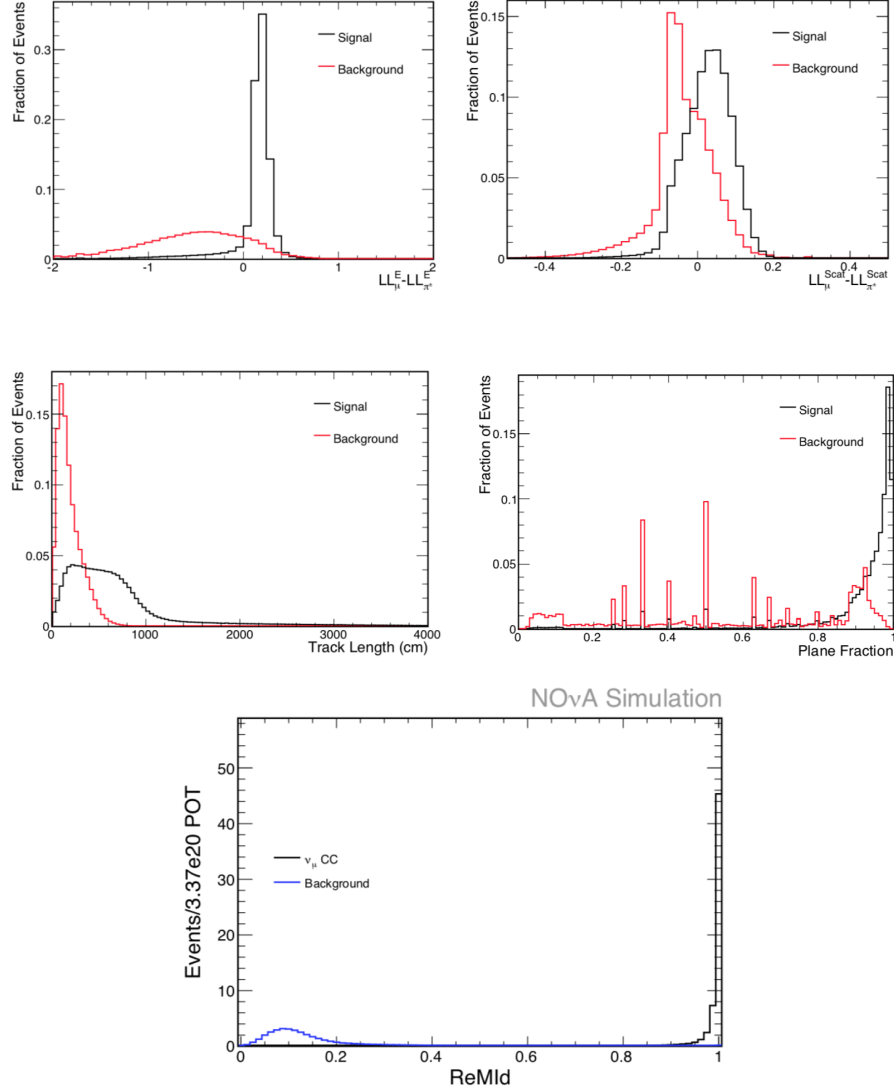 Fraction of Events
0.3
0.2
0.1
0
-2
-1
0
1
2
Signal
Background
LL^E_μ-LL^E_π±
Fraction of Events
0.15
0.1
0.05
0
-0.4
-0.2
0
0.2
0.4
Signal
Background
LL^Scat_μ-LL^Scat_π±
Fraction of Events
0.15
0.1
0.05
0
0
1000
2000
3000
4000
Signal
Background
Track Length (cm)
Fraction of Events
0.15
0.1
0.05
0
0
0.2
0.4
0.6
0.8
1
Signal
Background
Plane Fraction
NOνA Simulation
Events/3.37e20 POT
50
40
30
20
10
0
0
0.2
0.4
0.6
0.8
1
ν_μ CC
Background
ReMId